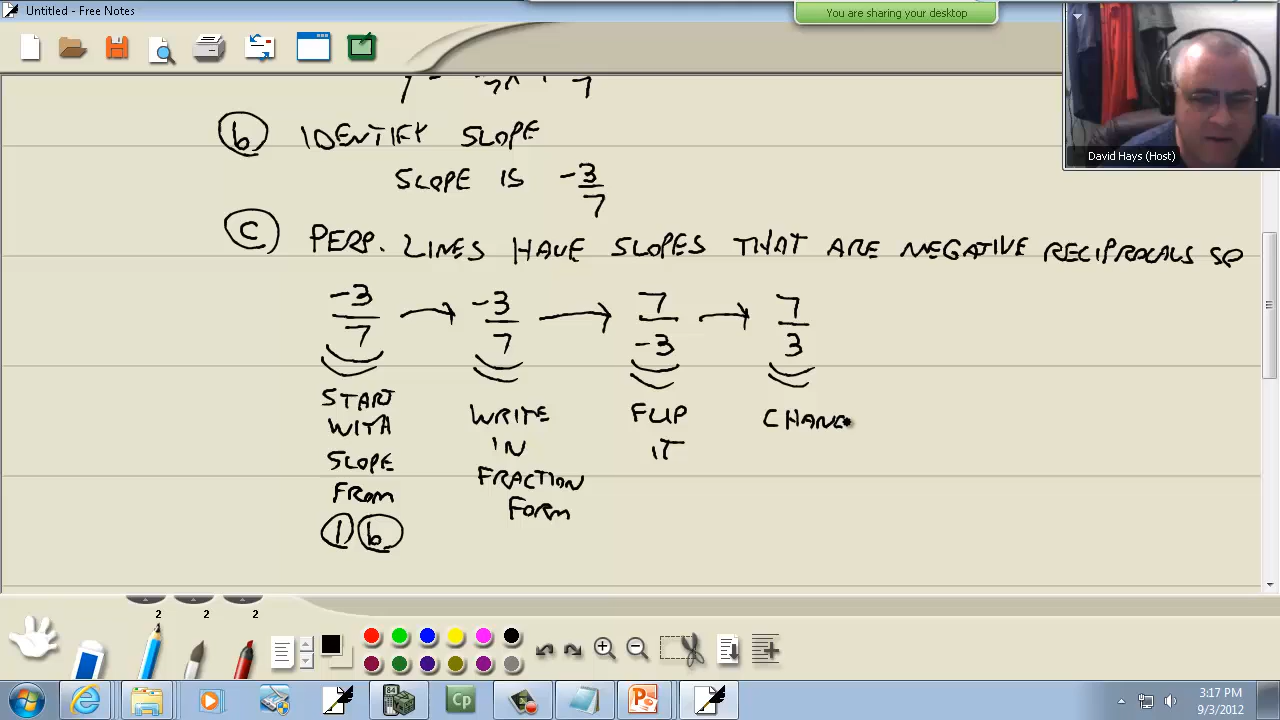 Untitled - Free Notes
You are sharing your desktop
David Hays (Host)
b IDENTIFY SLOPE
SLOPE IS -3/7
c PERP. LINES HAVE SLOPES THAT ARE NEGATIVE RECIPROCALS SO
-3/7 → -3/7 → 7/-3 → 7/3
START WITH SLOPE FROM 1 b
WRITE IN FRACTION FORM
FLIP IT
CHANG
2 2 2
Cp
3:17 PM
9/3/2012